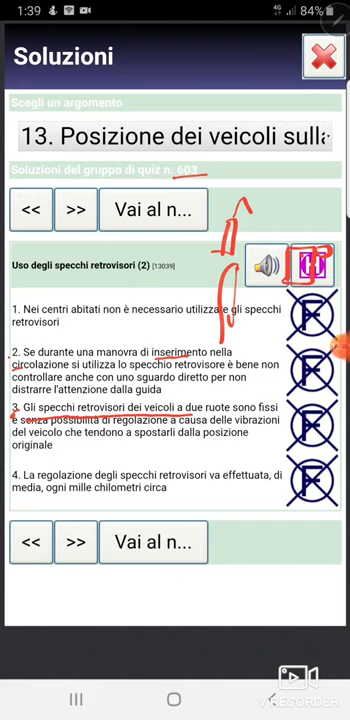 1:39
4G
84%
Soluzioni
Scegli un argomento
13. Posizione dei veicoli sulla
Soluzioni del gruppo di quiz n. 603
<< >> Vai al n...
Uso degli specchi retrovisori (2) [13039]
1. Nei centri abitati non è necessario utilizzare gli specchi
retrovisori
F
2. Se durante una manovra di inserimento nella
circolazione si utilizza lo specchio retrovisore è bene non
controllare anche con uno sguardo diretto per non
distrarre l'attenzione dalla guida
F
3. Gli specchi retrovisori dei veicoli a due ruote sono fissi
e senza possibilità di regolazione a causa delle vibrazioni
del veicolo che tendono a spostarli dalla posizione
originale
F
4. La regolazione degli specchi retrovisori va effettuata, di
media, ogni mille chilometri circa
F
<< >> Vai al n...
V RECORDER